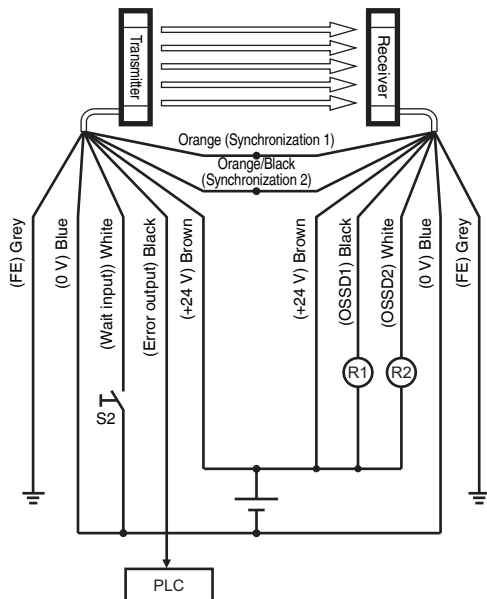 Transmitter
Receiver
Orange (Synchronization 1)
Orange/Black
(Synchronization 2)
(FE) Grey
(0 V) Blue
(Wait input)) White
(Error output) Black
(+24 V) Brown
(+24 V) Brown
(OSSD1) Black
(OSSD2) White
(0 V) Blue
(FE) Grey
R1
R2
S2
PLC